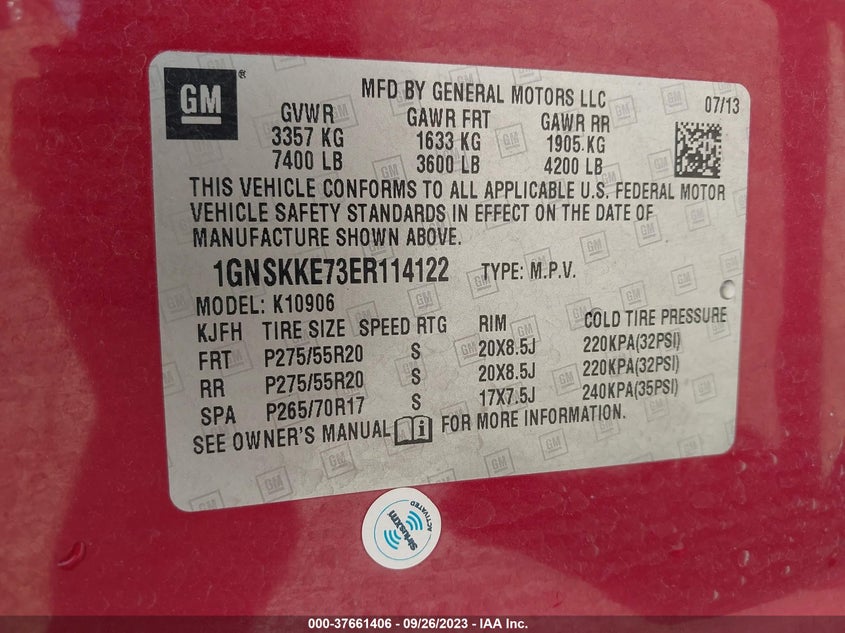 GM
®
MFD BY GENERAL MOTORS LLC
07/13
GVWR GAWR FRT GAWR RR
3357 KG 1633 KG 1905.KG
7400 LB 3600 LB 4200 LB
THIS VEHICLE CONFORMS TO ALL APPLICABLE U.S. FEDERAL MOTOR
VEHICLE SAFETY STANDARDS IN EFFECT ON THE DATE OF
MANUFACTURE SHOWN ABOVE.
1GNSKKE73ER114122 TYPE: M.P.V.
MODEL: K10906
KJFH TIRE SIZE SPEED RTG RIM COLD TIRE PRESSURE
FRT P275/55R20 S 20X8.5J 220KPA(32PSI)
RR P275/55R20 S 20X8.5J 220KPA(32PSI)
SPA P265/70R17 S 17X7.5J 240KPA(35PSI)
SEE OWNER'S MANUAL i FOR MORE INFORMATION.
ACTIVATED
siriusxm
000-37661406 - 09/26/2023 - IAA Inc.